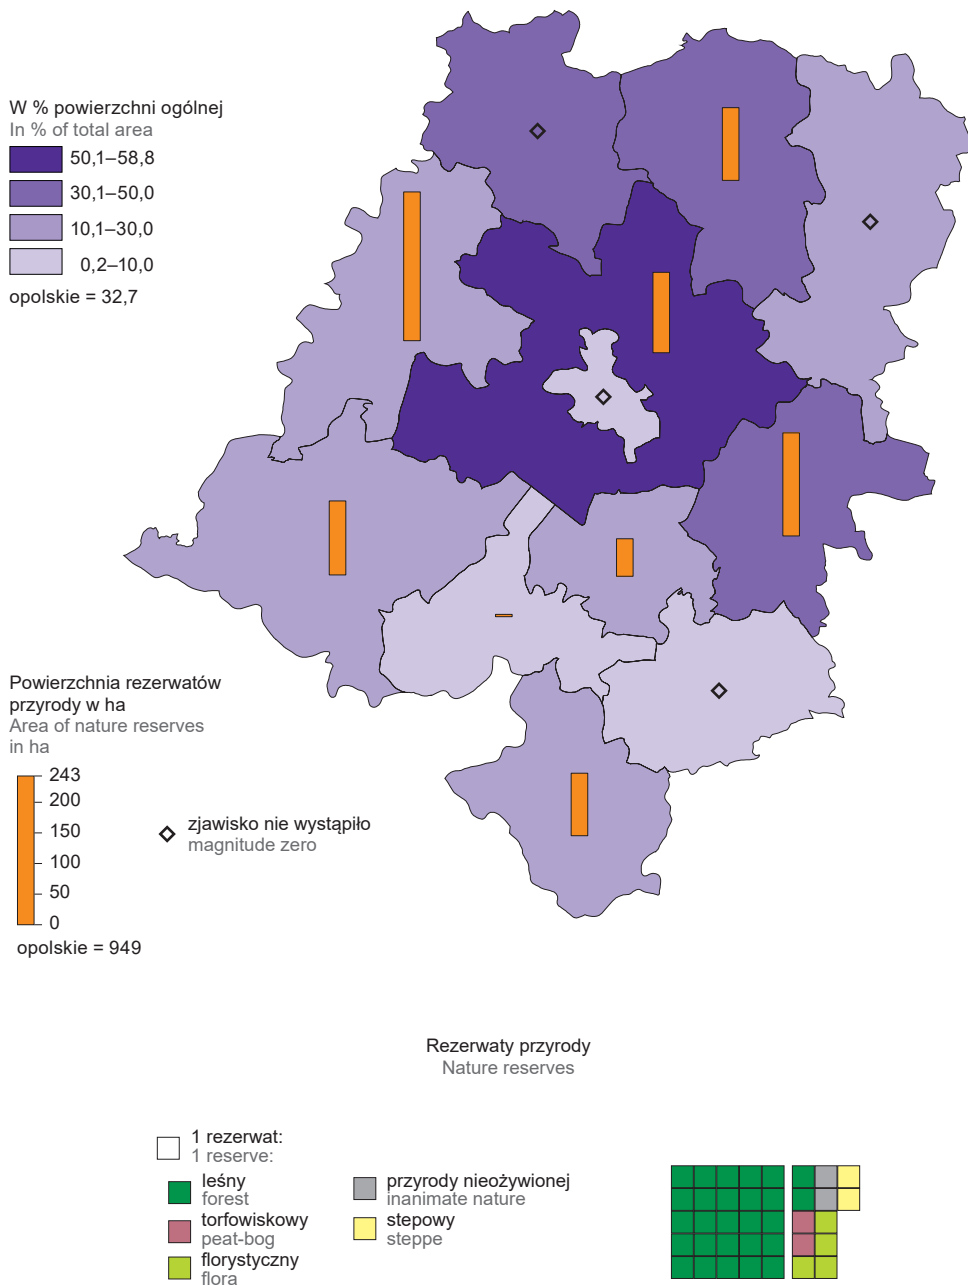 W % powierzchni ogólnej
In % of total area
50,1–58,8
30,1–50,0
10,1–30,0
0,2–10,0
opolskie = 32,7
Powierzchnia rezerwatów
przyrody w ha
Area of nature reserves
in ha
243
200
150
100
50
0
opolskie = 949
zjawisko nie wystąpiło
magnitude zero
Rezerwaty przyrody
Nature reserves
1 rezerwat:
1 reserve:
leśny
forest
torfowiskowy
peat-bog
florystyczny
flora
przyrody nieożywionej
inanimate nature
stepowy
steppe